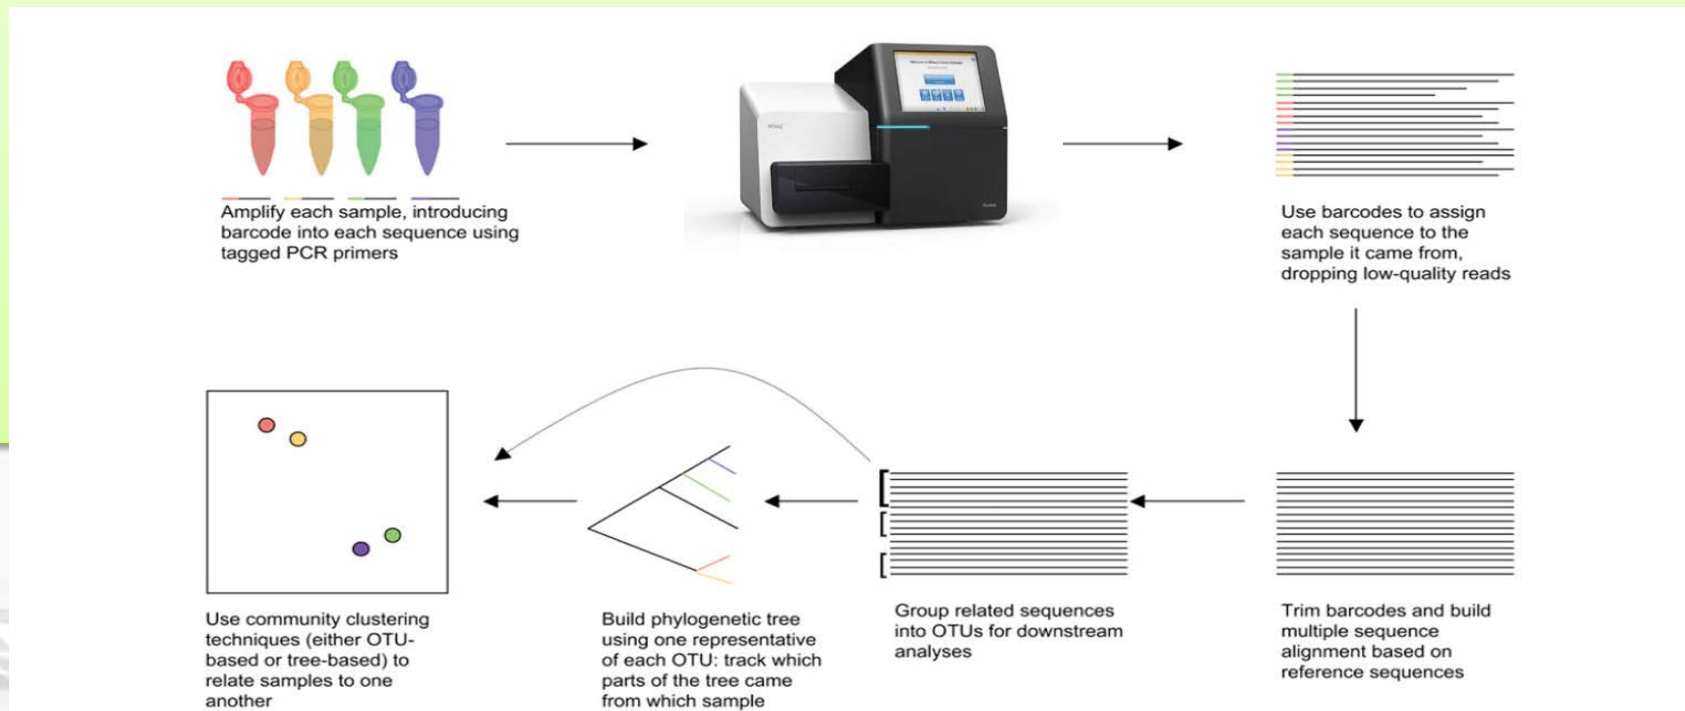 Amplify each sample, introducing
barcode into each sequence using
tagged PCR primers
Use barcodes to assign
each sequence to the
sample it came from,
dropping low-quality reads
Trim barcodes and build
multiple sequence
alignment based on
reference sequences
Group related sequences
into OTUs for downstream
analyses
Build phylogenetic tree
using one representative
of each OTU: track which
parts of the tree came
from which sample
Use community clustering
techniques (either OTU-
based or tree-based) to
relate samples to one
another